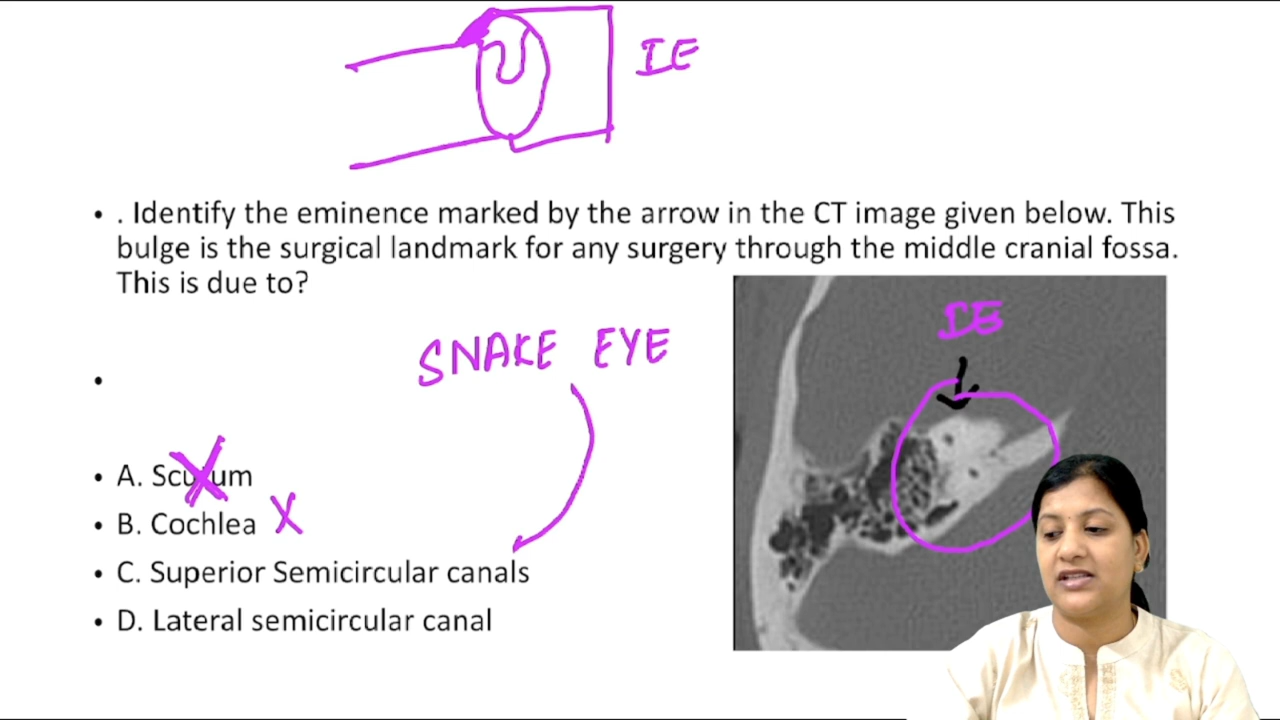 IE
• . Identify the eminence marked by the arrow in the CT image given below. This
bulge is the surgical landmark for any surgery through the middle cranial fossa.
This is due to?
IE
SNAKE EYE
•
• A. Scutum
• B. Cochlea X
• C. Superior Semicircular canals
• D. Lateral semicircular canal